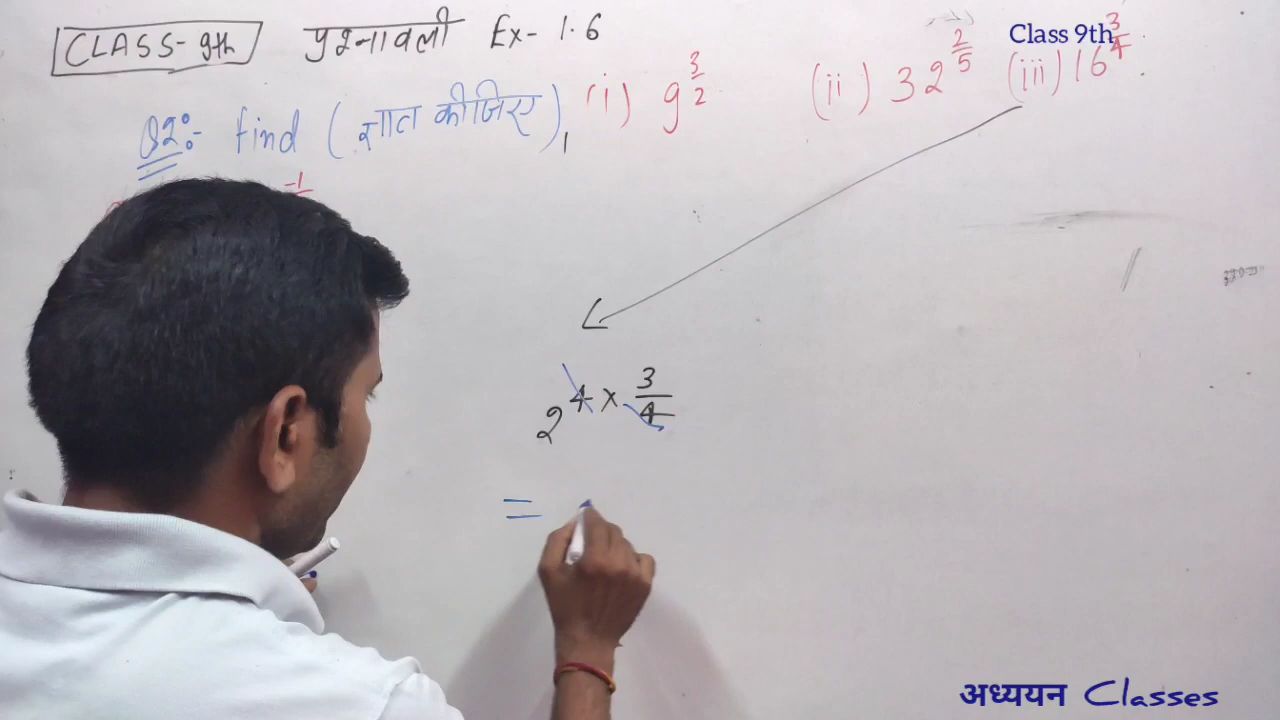 CLASS-9th प्रश्नावली Ex-1.6
Class 9th
Q2:- find (ज्ञात कीजिए), (i) 9^(3/2) (ii) 32^(2/5) (iii) 16^(3/4)
-1
2^(4 × 3/4)
=
अध्ययन Classes